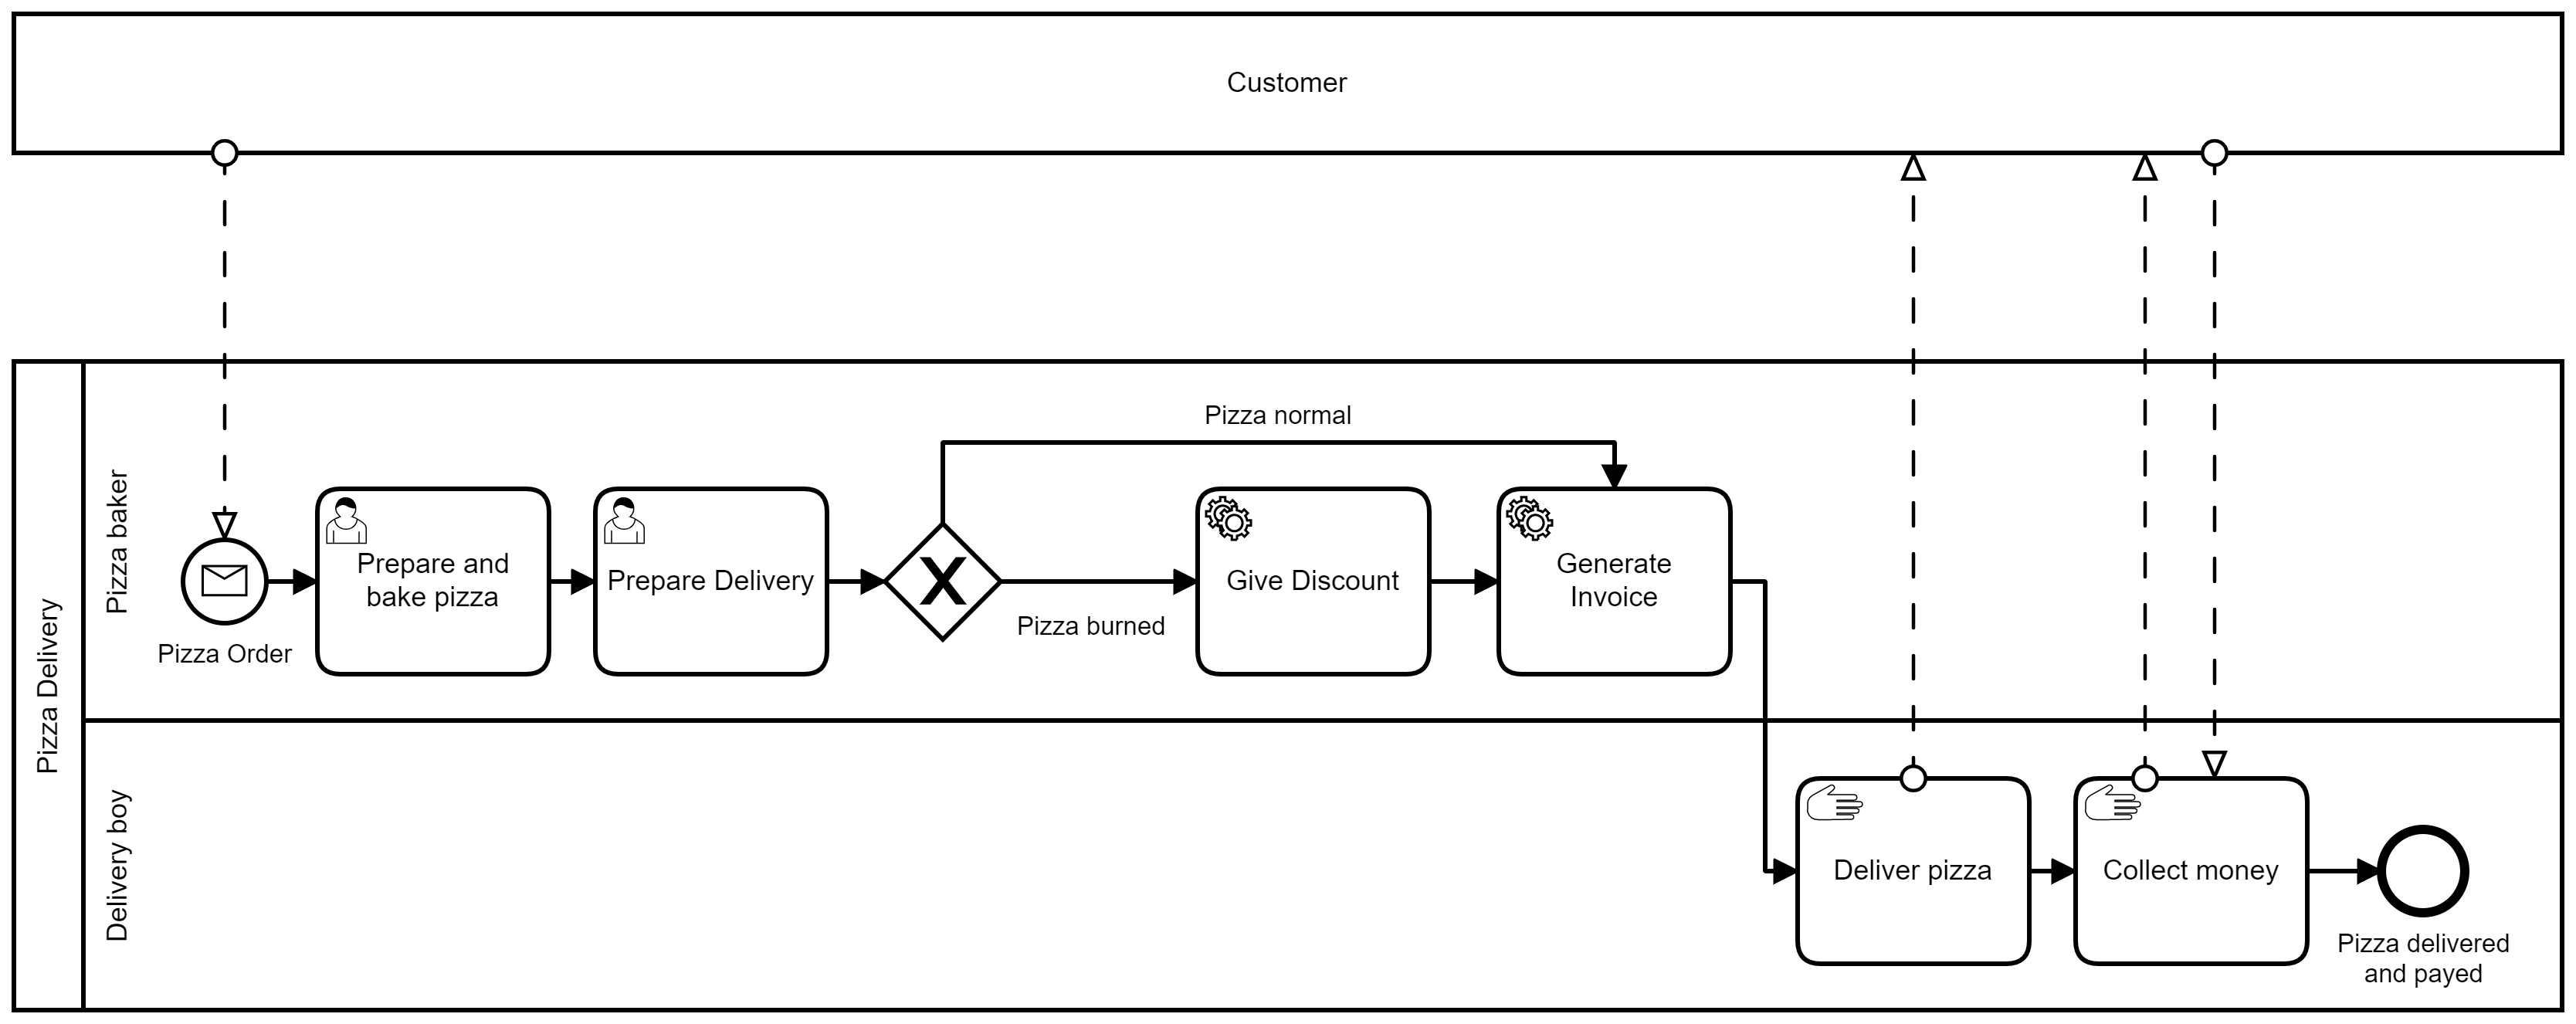 Customer
Pizza Delivery
Pizza baker
Pizza Order
Prepare and
bake pizza
Prepare Delivery
X
Pizza normal
Pizza burned
Give Discount
Generate
Invoice
Delivery boy
Deliver pizza
Collect money
Pizza delivered
and payed